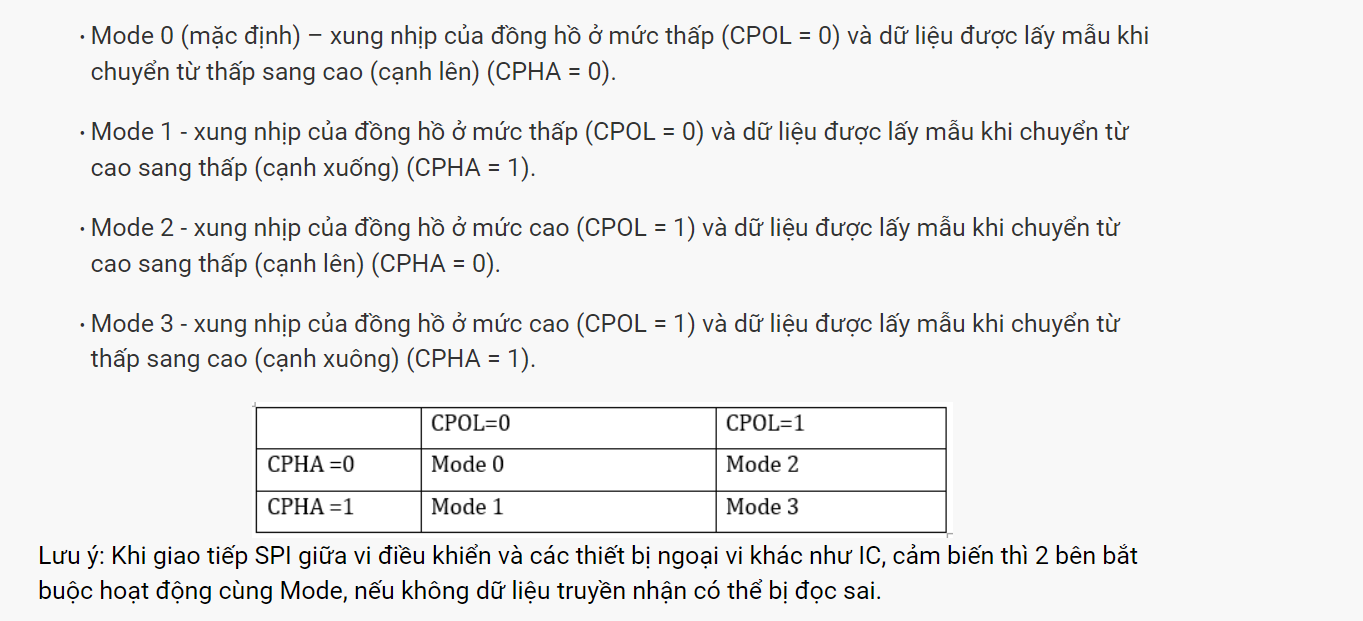 · Mode 0 (mặc định) – xung nhịp của đồng hồ ở mức thấp (CPOL = 0) và dữ liệu được lấy mẫu khi
chuyển từ thấp sang cao (cạnh lên) (CPHA = 0).
· Mode 1 - xung nhịp của đồng hồ ở mức thấp (CPOL = 0) và dữ liệu được lấy mẫu khi chuyển từ
cao sang thấp (cạnh xuống) (CPHA = 1).
· Mode 2 - xung nhịp của đồng hồ ở mức cao (CPOL = 1) và dữ liệu được lấy mẫu khi chuyển từ
cao sang thấp (cạnh lên) (CPHA = 0).
· Mode 3 - xung nhịp của đồng hồ ở mức cao (CPOL = 1) và dữ liệu được lấy mẫu khi chuyển từ
thấp sang cao (cạnh xuông) (CPHA = 1).
CPOL=0 CPOL=1
CPHA =0 Mode 0 Mode 2
CPHA =1 Mode 1 Mode 3
Lưu ý: Khi giao tiếp SPI giữa vi điều khiển và các thiết bị ngoại vi khác như IC, cảm biến thì 2 bên bắt
buộc hoạt động cùng Mode, nếu không dữ liệu truyền nhận có thể bị đọc sai.